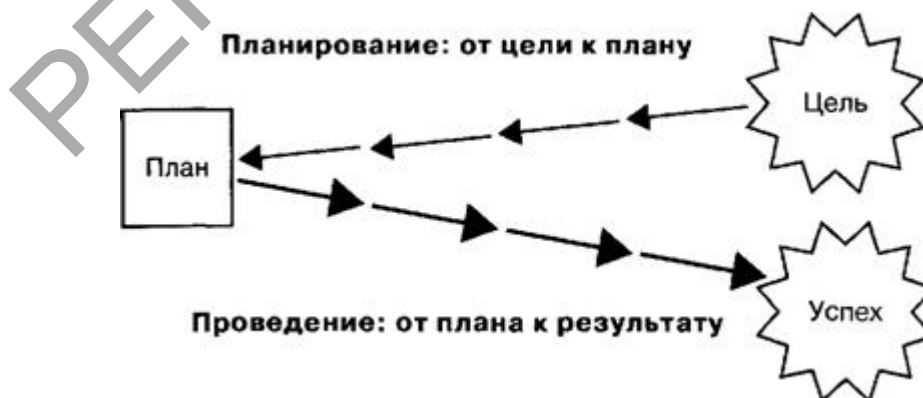 Планирование: от цели к плану
Цель
План
Проведение: от плана к результату
Успех